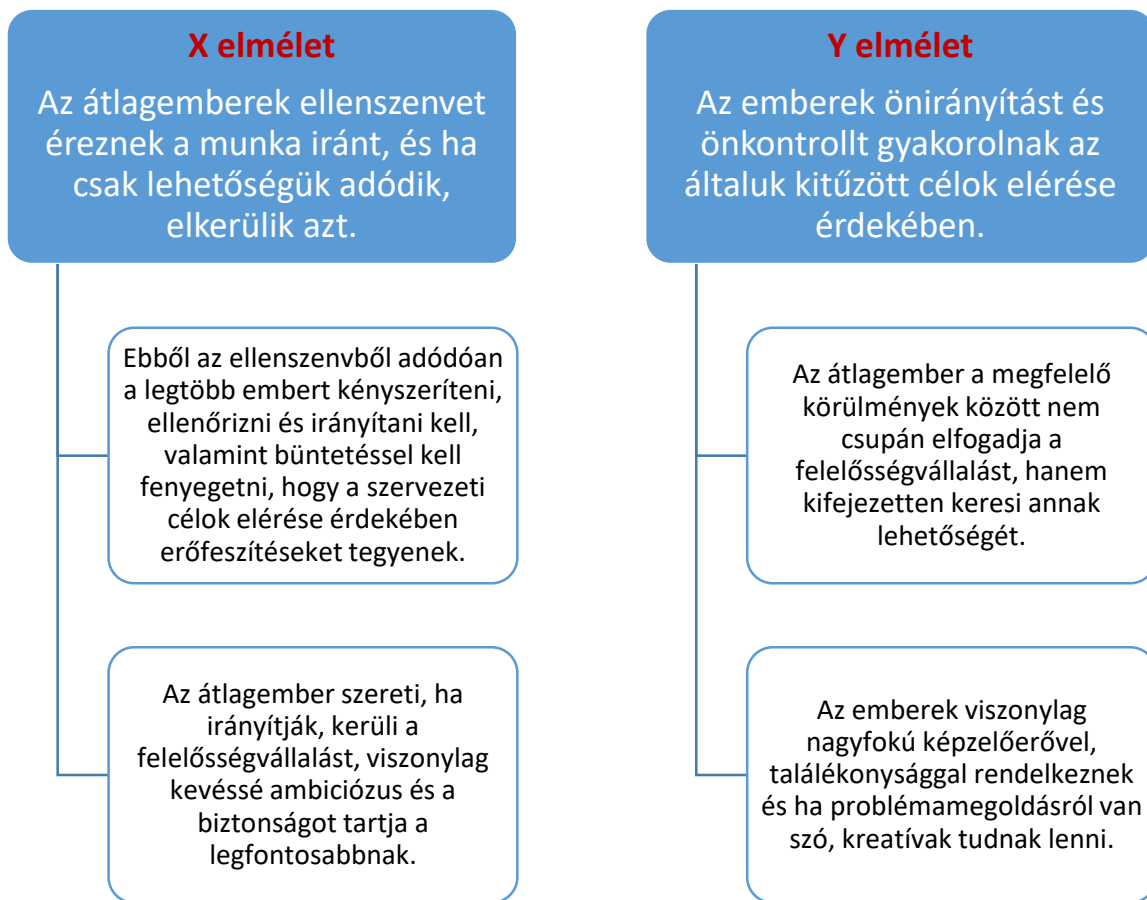 X elmélet
Az átlagemberek ellenszenvet
éreznek a munka iránt, és ha
csak lehetőségük adódik,
elkerülik azt.
Ebből az ellenszenvből adódóan
a legtöbb embert kényszeríteni,
ellenőrizni és irányítani kell,
valamint büntetéssel kell
fenyegetni, hogy a szervezeti
célok elérése érdekében
erőfeszítéseket tegyenek.
Az átlagember szereti, ha
irányítják, kerüli a
felelősségvállalást, viszonylag
kevéssé ambiciózus és a
biztonságot tartja a
legfontosabbnak.
Y elmélet
Az emberek önirányítást és
önkontrollt gyakorolnak az
általuk kitűzött célok elérése
érdekében.
Az átlagember a megfelelő
körülmények között nem
csupán elfogadja a
felelősségvállalást, hanem
kifejezetten keresi annak
lehetőségét.
Az emberek viszonylag
nagyfokú képzelőerővel,
találékonysággal rendelkeznek
és ha problémamegoldásról van
szó, kreatívak tudnak lenni.